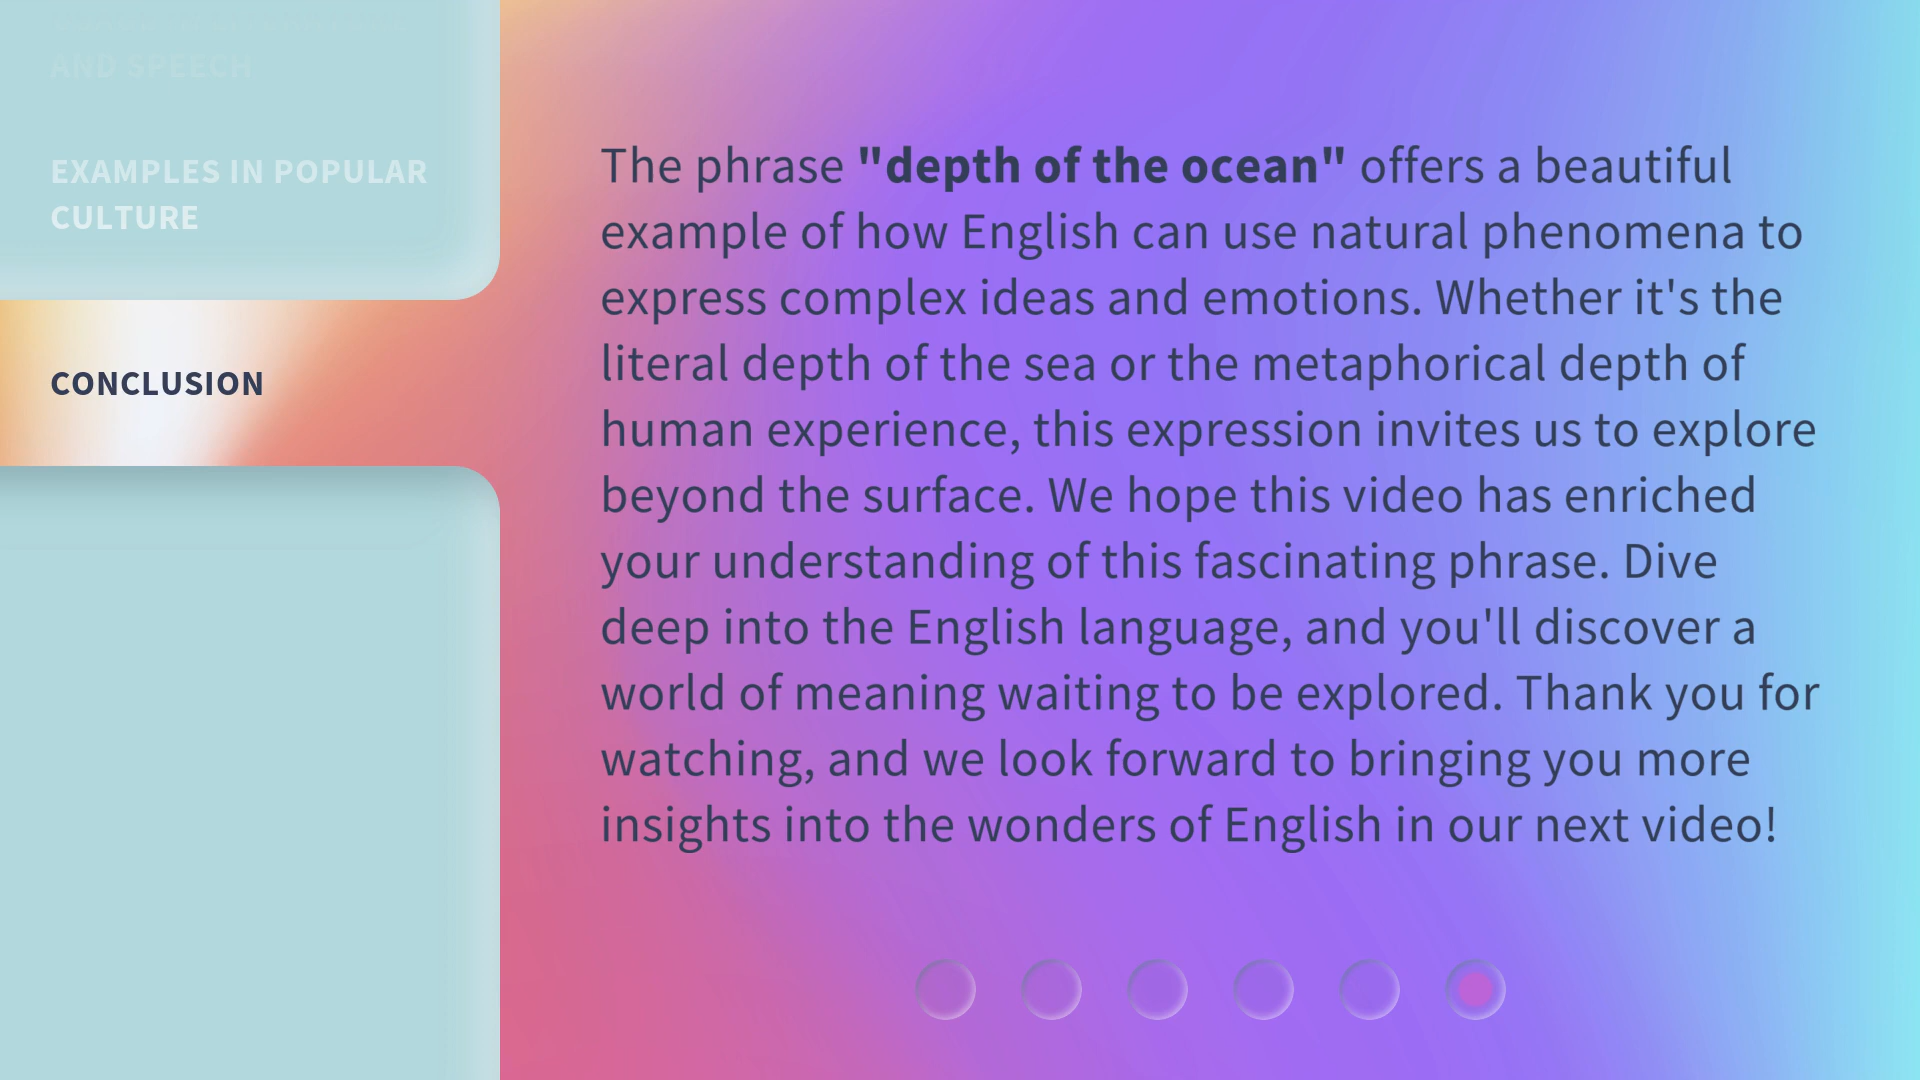 AND SPEECH
EXAMPLES IN POPULAR
CULTURE
CONCLUSION
The phrase "depth of the ocean" offers a beautiful
example of how English can use natural phenomena to
express complex ideas and emotions. Whether it's the
literal depth of the sea or the metaphorical depth of
human experience, this expression invites us to explore
beyond the surface. We hope this video has enriched
your understanding of this fascinating phrase. Dive
deep into the English language, and you'll discover a
world of meaning waiting to be explored. Thank you for
watching, and we look forward to bringing you more
insights into the wonders of English in our next video!